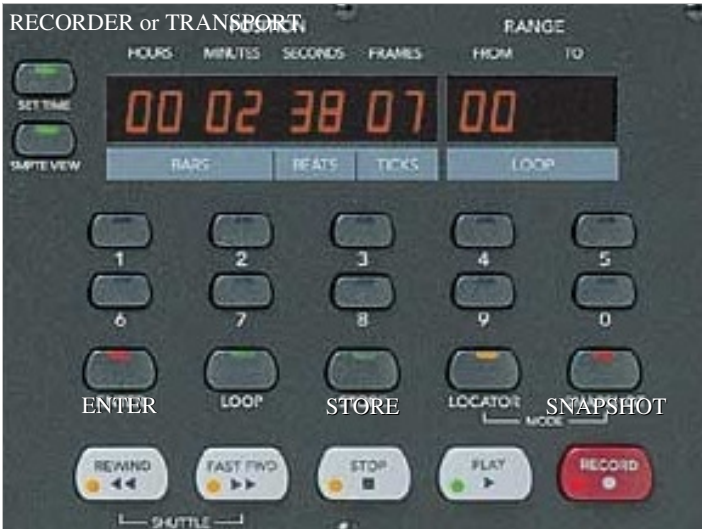 RECORDER or TRANSPORT
POSITION RANGE
HOURS MINUTES SECONDS FRAMES FROM TO
SET TIME
00 02 38 07 00
SMPTE VIEW
BARS BEATS TICKS LOOP
1 2 3 4 5
6 7 8 9 0
ENTER LOOP STORE LOCATOR SNAPSHOT
MODE
REWIND FAST FWD STOP PLAY RECORD
SHUTTLE